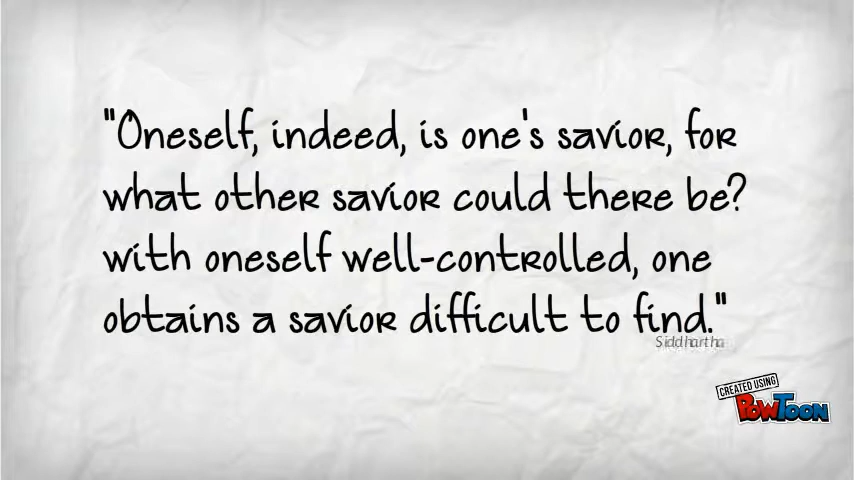 "Oneself, indeed, is one's savior, for
what other savior could there be?
with oneself well-controlled, one
obtains a savior difficult to find."
Siddhartha
CREATED USING
PowToon